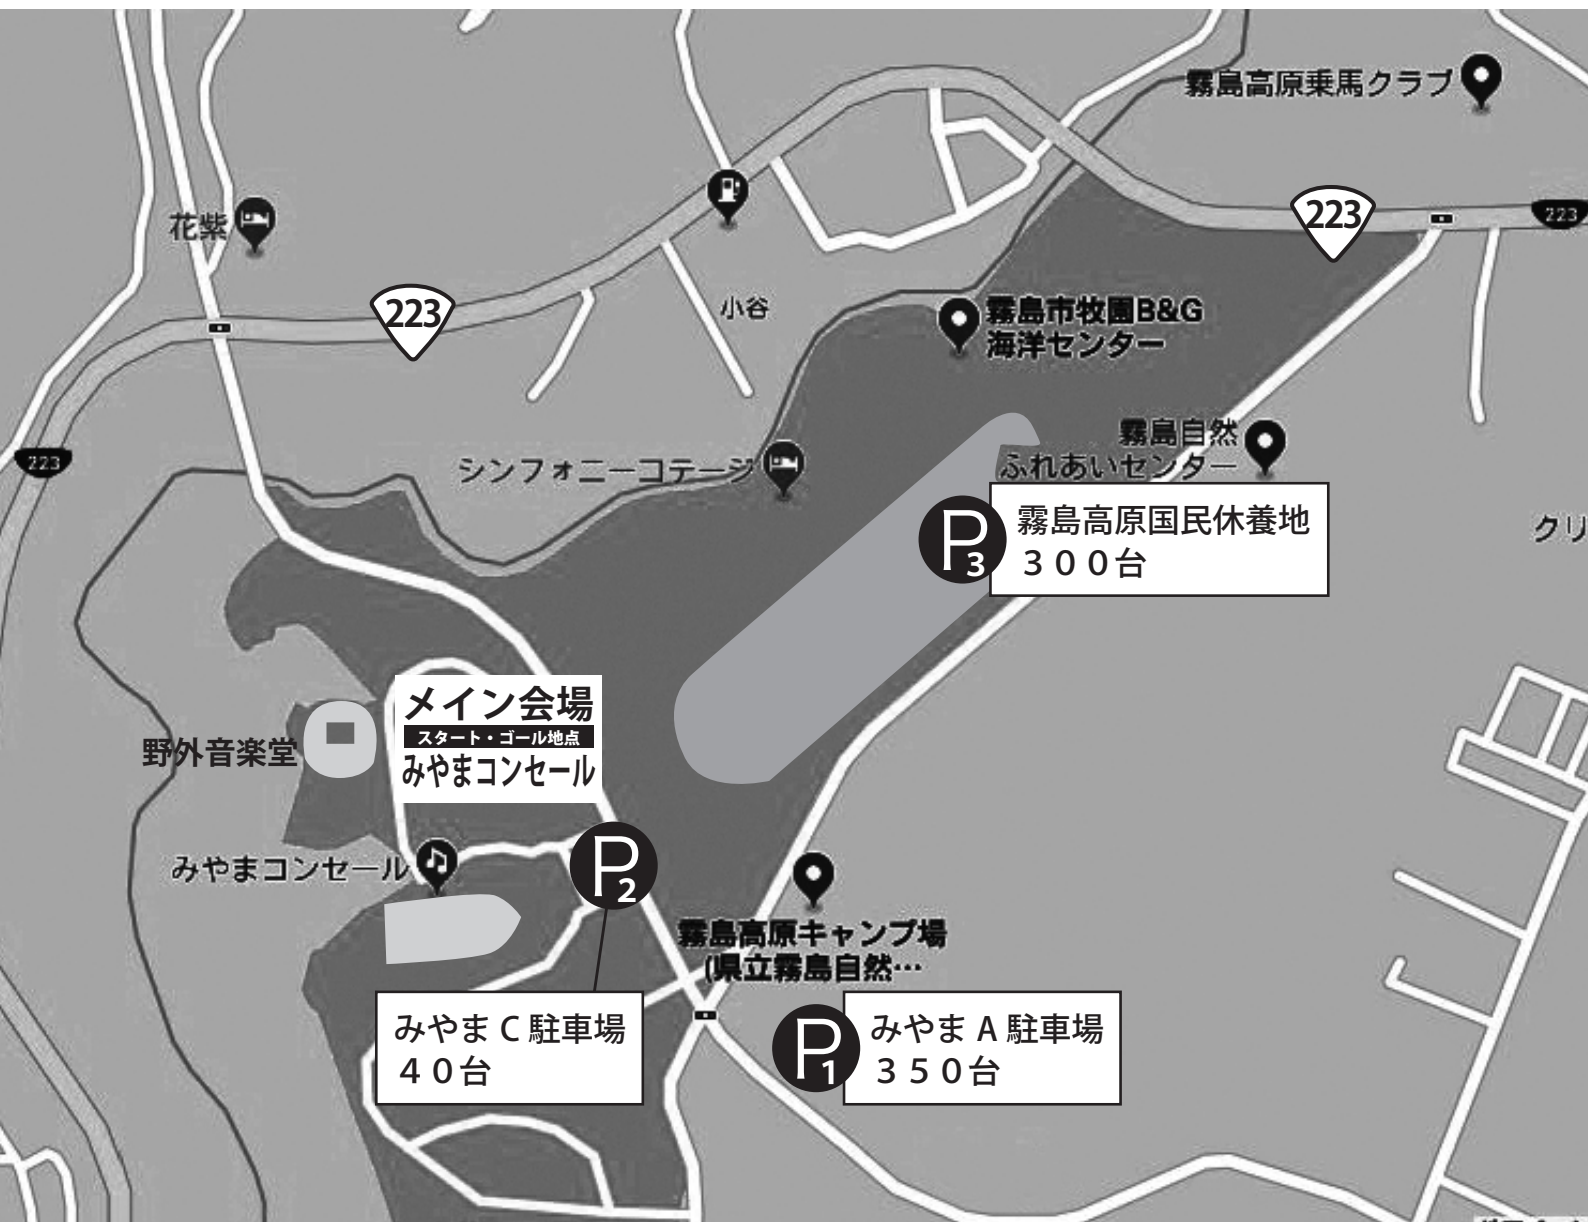 霧島高原乗馬クラブ
花紫
223
223
223
223
小谷
霧島市牧園B&G
海洋センター
霧島自然
ふれあいセンター
シンフォニーコテージ
P3
霧島高原国民休養地
３００台
クリ
メイン会場
スタート・ゴール地点
みやまコンセール
野外音楽堂
みやまコンセール
P2
霧島高原キャンプ場
(県立霧島自然…
みやまC駐車場
４０台
P1
みやまA駐車場
３５０台